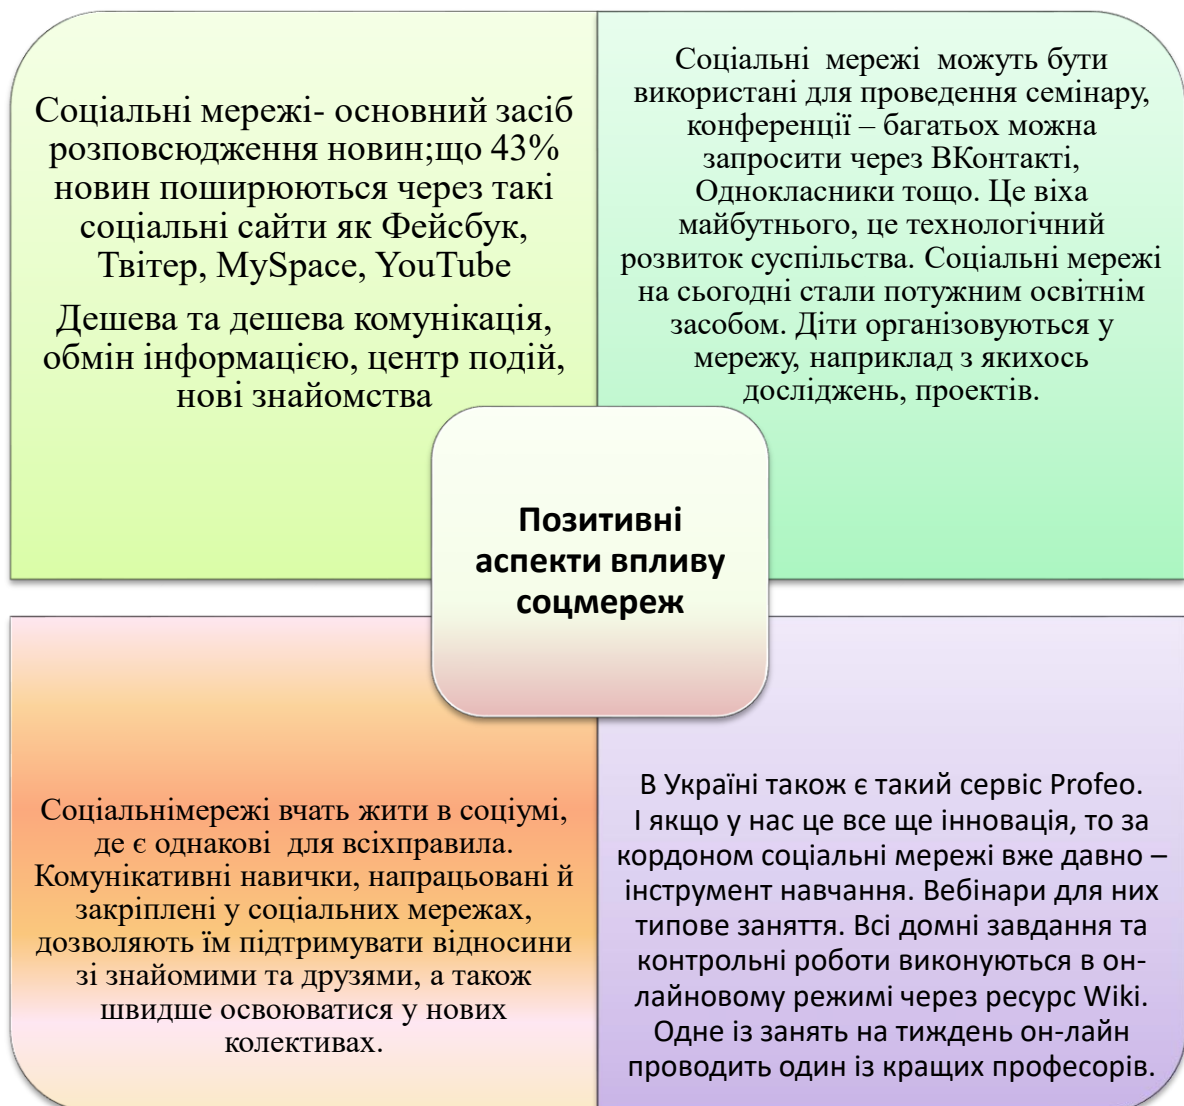 Соціальні мережі- основний засіб
розповсюдження новин;що 43%
новин поширюються через такі
соціальні сайти як Фейсбук,
Твітер, MySpace, YouTube
Дешева та дешева комунікація,
обмін інформацією, центр подій,
нові знайомства
Соціальні мережі можуть бути
використані для проведення семінару,
конференції – багатьох можна
запросити через ВКонтакті,
Однокласники тощо. Це віха
майбутнього, це технологічний
розвиток суспільства. Соціальні мережі
на сьогодні стали потужним освітнім
засобом. Діти організовуються у
мережу, наприклад з якихось
досліджень, проектів.
Позитивні
аспекти впливу
соцмереж
Соціальнімережі вчать жити в соціумі,
де є однакові для всіхправила.
Комунікативні навички, напрацьовані й
закріплені у соціальних мережах,
дозволяють їм підтримувати відносини
зі знайомими та друзями, а також
швидше освоюватися у нових
колективах.
В Україні також є такий сервіс Profeo.
І якщо у нас це все ще інновація, то за
кордоном соціальні мережі вже давно –
інструмент навчання. Вебінари для них
типове заняття. Всі домні завдання та
контрольні роботи виконуються в он-
лайновому режимі через ресурс Wiki.
Одне із занять на тиждень он-лайн
проводить один із кращих професорів.